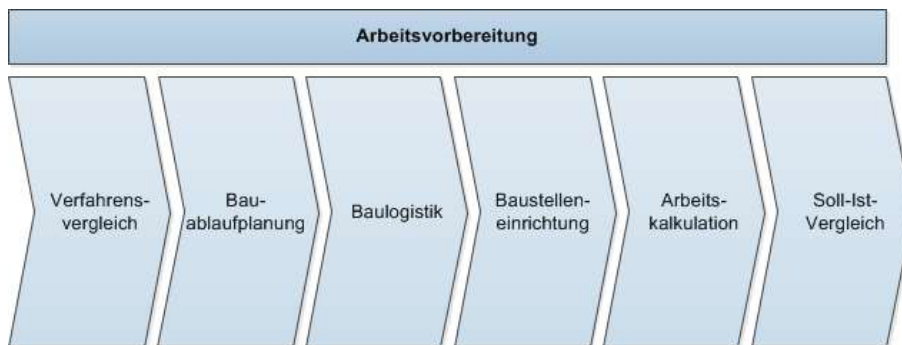 Arbeitsvorbereitung
Verfahrens-
vergleich
Bau-
ablaufplanung
Baulogistik
Baustellen-
einrichtung
Arbeits-
kalkulation
Soll-Ist-
Vergleich